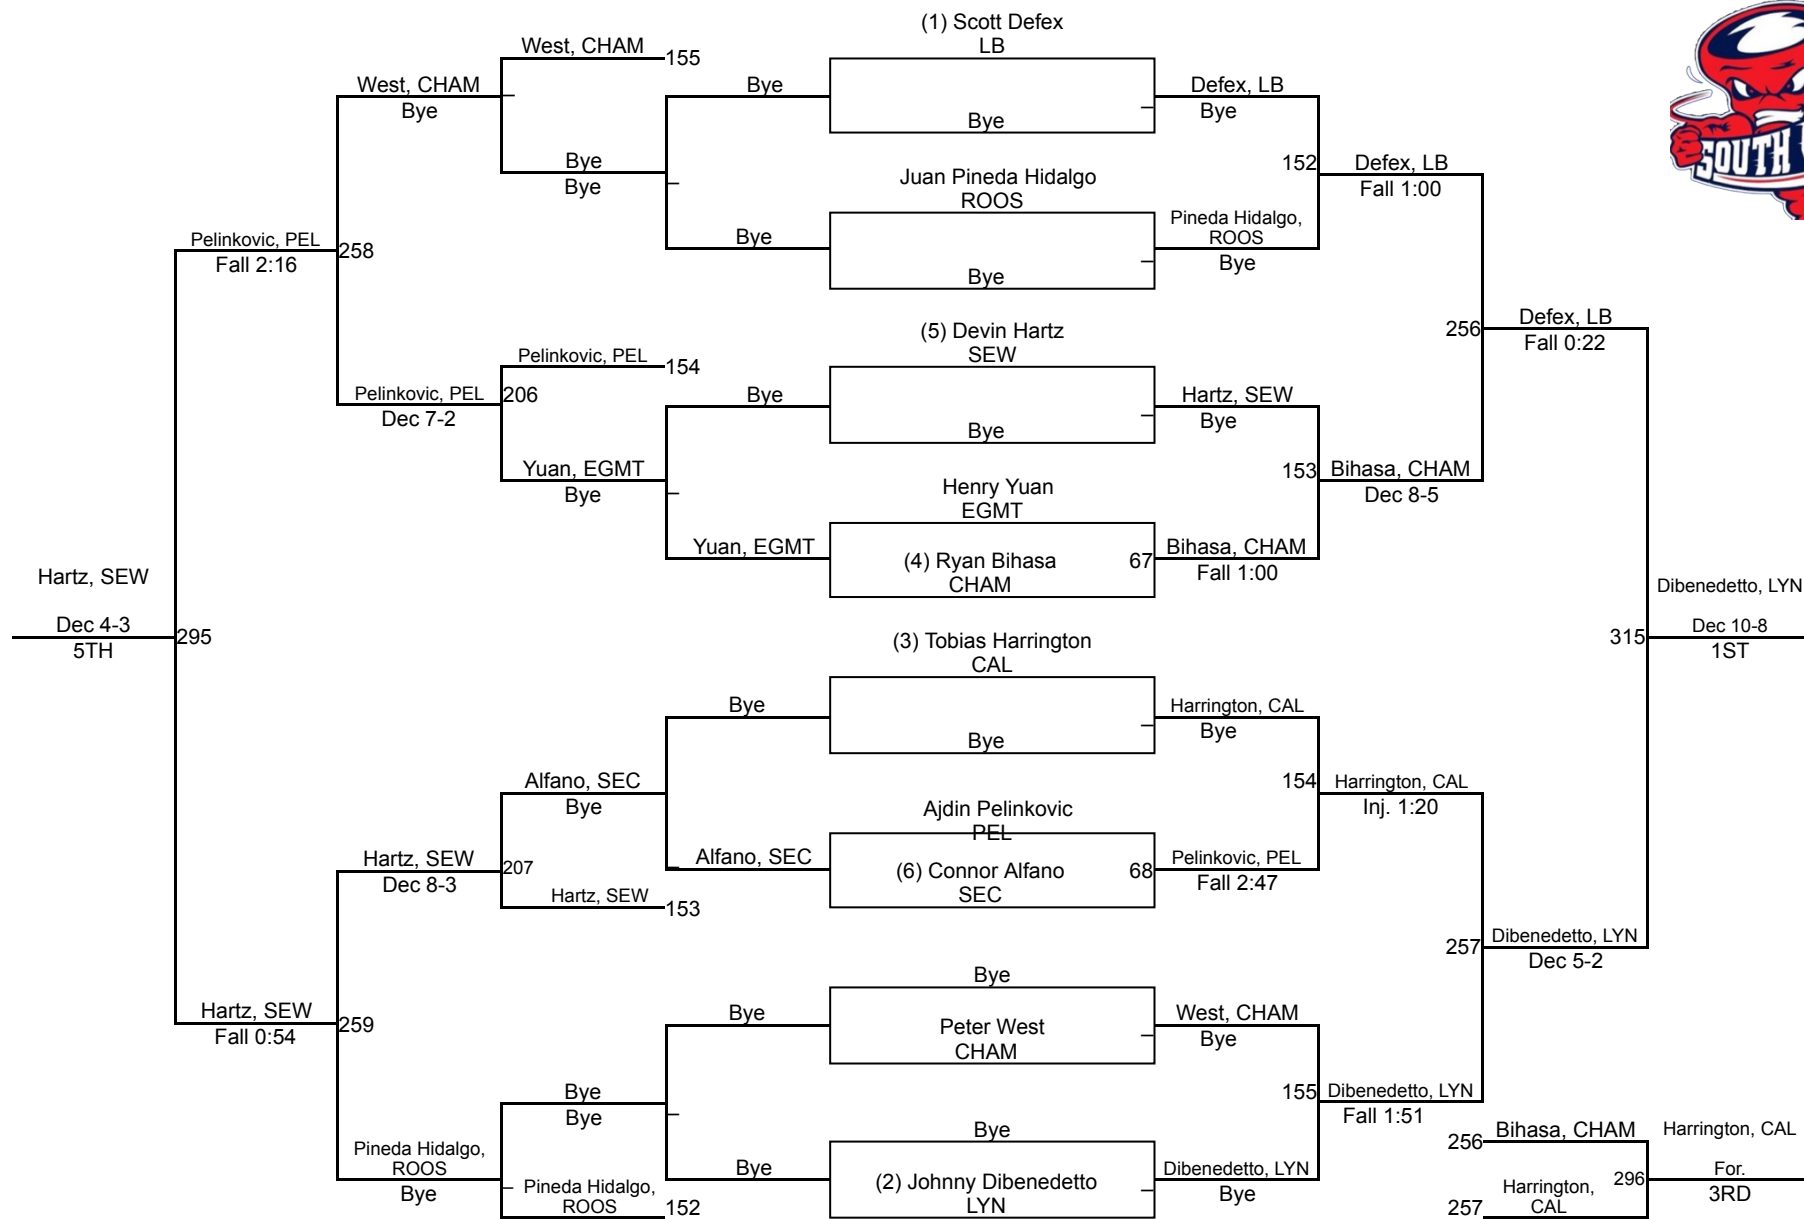 (1) Scott Defex
LB
Bye
Juan Pineda Hidalgo
ROOS
Bye
(5) Devin Hartz
SEW
Bye
Henry Yuan
EGMT
(4) Ryan Bihasa
CHAM
67
(3) Tobias Harrington
CAL
Bye
Ajdin Pelinkovic
PEL
(6) Connor Alfano
SEC
68
Bye
Peter West
CHAM
Bye
(2) Johnny Dibenedetto
LYN
Defex, LB
Bye
152
Pineda Hidalgo,
ROOS
Bye
Hartz, SEW
Bye
153
Bihasa, CHAM
Fall 1:00
Harrington, CAL
Bye
154
Pelinkovic, PEL
Fall 2:47
West, CHAM
Bye
155
Dibenedetto, LYN
Bye
Defex, LB
Fall 1:00
256
Bihasa, CHAM
Dec 8-5
Harrington, CAL
Inj. 1:20
257
Dibenedetto, LYN
Fall 1:51
Defex, LB
Fall 0:22
315
Dibenedetto, LYN
Dec 5-2
Dibenedetto, LYN
Dec 10-8
1ST
256
Bihasa, CHAM
296
257
Harrington,
CAL
Harrington, CAL
For.
3RD
Bye
Bye
Bye
Yuan, EGMT
Bye
Alfano, SEC
Bye
Bye
West, CHAM
155
Bye
Bye
Pelinkovic, PEL
154
Yuan, EGMT
Bye
Alfano, SEC
Bye
Hartz, SEW
153
Bye
Bye
Pineda Hidalgo,
ROOS
152
West, CHAM
Bye
258
Pelinkovic, PEL
206
Dec 7-2
Hartz, SEW
207
Dec 8-3
259
Pineda Hidalgo,
ROOS
Bye
Pelinkovic, PEL
Fall 2:16
295
Hartz, SEW
Fall 0:54
Hartz, SEW
Dec 4-3
5TH
SOUTH